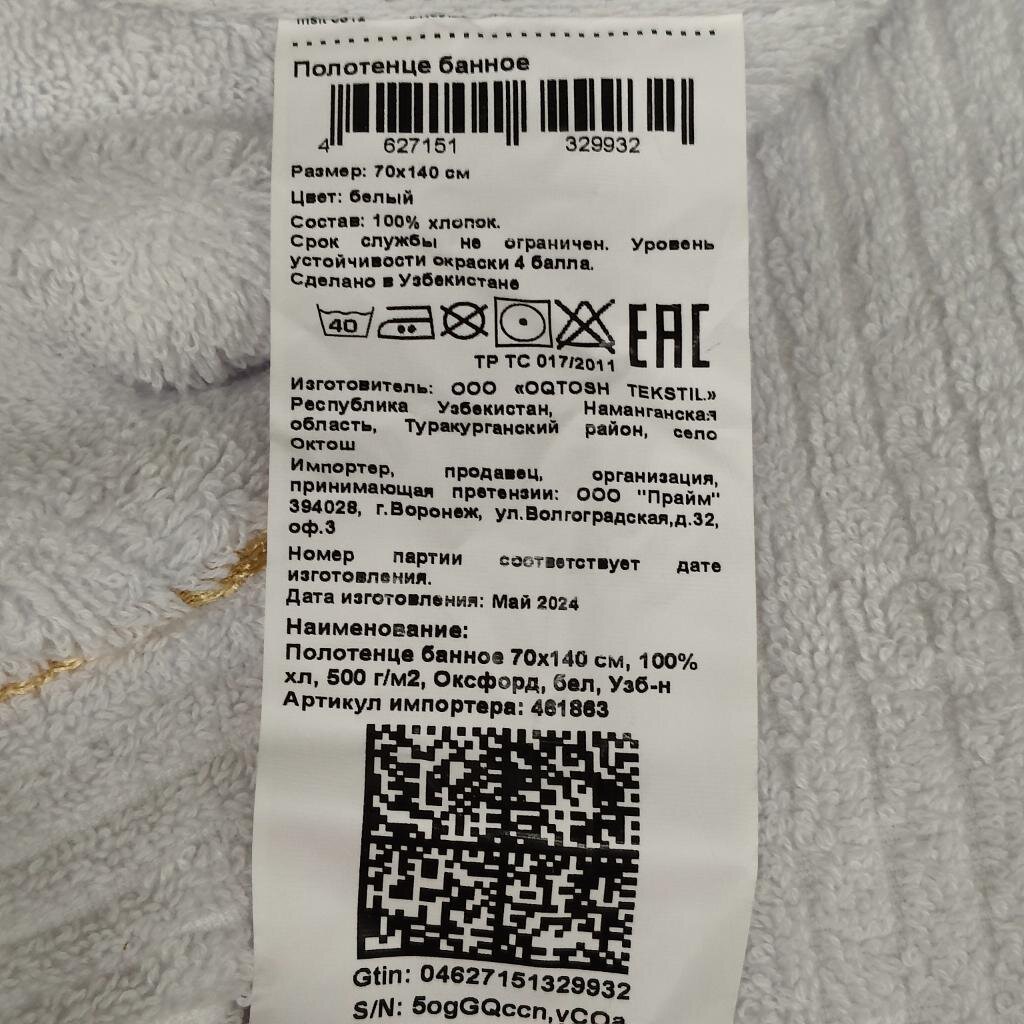 Полотенце банное
4 627151 329932
Размер: 70х140 см
Цвет: белый
Состав: 100% хлопок.
Срок службы не ограничен. Уровень
устойчивости окраски 4 балла.
Сделано в Узбекистане
40
EAC
ТР ТС 017/2011
Изготовитель: ООО «OQTOSH TEKSTIL»
Республика Узбекистан, Наманганская
область, Туракурганский район, село
Октош
Импортер, продавец, организация,
принимающая претензии: ООО "Прайм"
394028, г.Воронеж, ул.Волгоградская,д.32,
оф.3
Номер партии соответствует дате
изготовления.
Дата изготовления: Май 2024
Наименование:
Полотенце банное 70х140 см, 100%
хл, 500 г/м2, Оксфорд, бел, Узб-н
Артикул импортера: 461863
Gtin: 04627151329932
S/N: